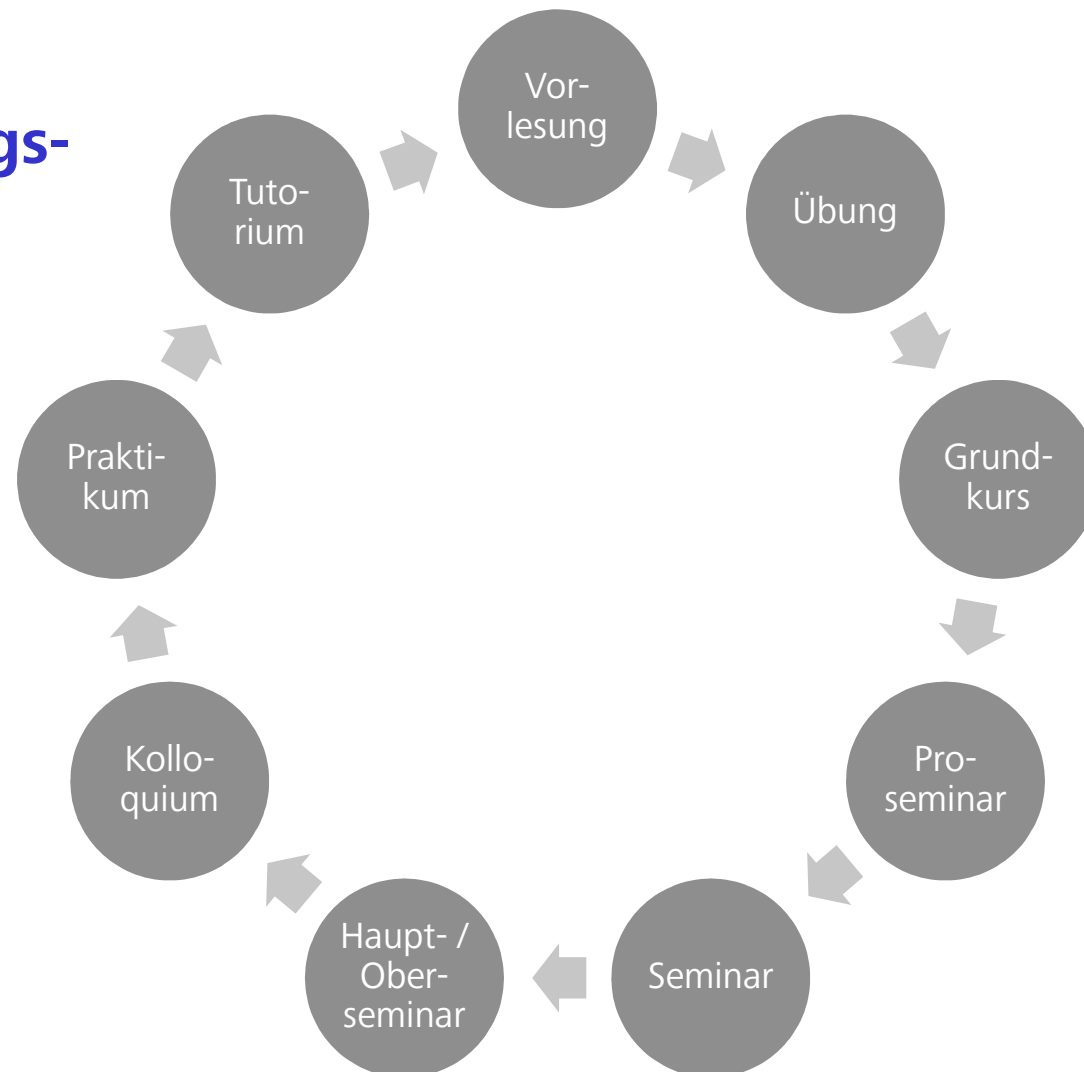 gs-
Vor-
lesung
Übung
Grund-
kurs
Pro-
seminar
Seminar
Haupt- /
Ober-
seminar
Kollo-
quium
Prakti-
kum
Tuto-
rium